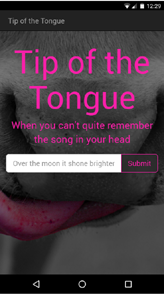 12:29
Tip of the Tongue
Tip of the
Tongue
When you can't quite remember
the song in your head
Over the moon it shone brighter
Submit